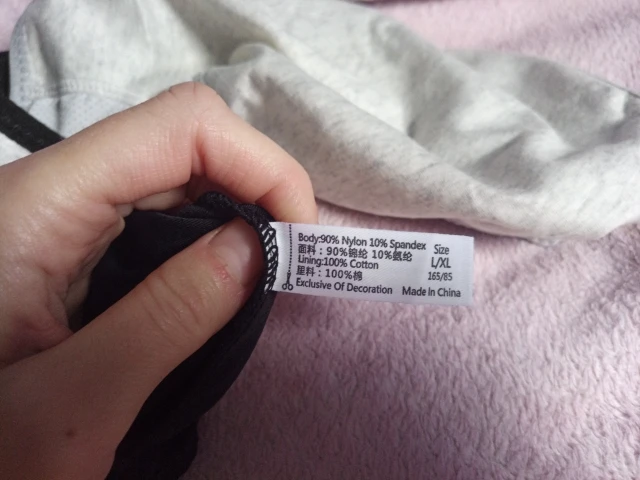 Body:90% Nylon 10% Spandex
面料：90%锦纶 10%氨纶
Lining:100% Cotton
里料：100%棉
Exclusive Of Decoration
Size
L/XL
165/85
Made In China